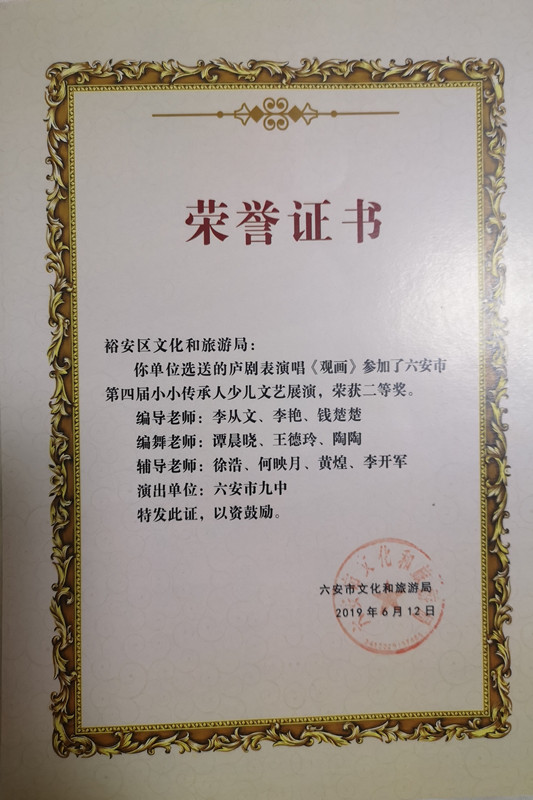 荣誉证书
裕安区文化和旅游局：
你单位选送的庐剧表演唱《观画》参加了六安市
第四届小小传承人少儿文艺展演，荣获二等奖。
编导老师：李从文、李艳、钱楚楚
编舞老师：谭晨晓、王德玲、陶陶
辅导老师：徐浩、何映月、黄煌、李开军
演出单位：六安市九中
特发此证，以资鼓励。
六安市文化和旅游局
2019年6月12日